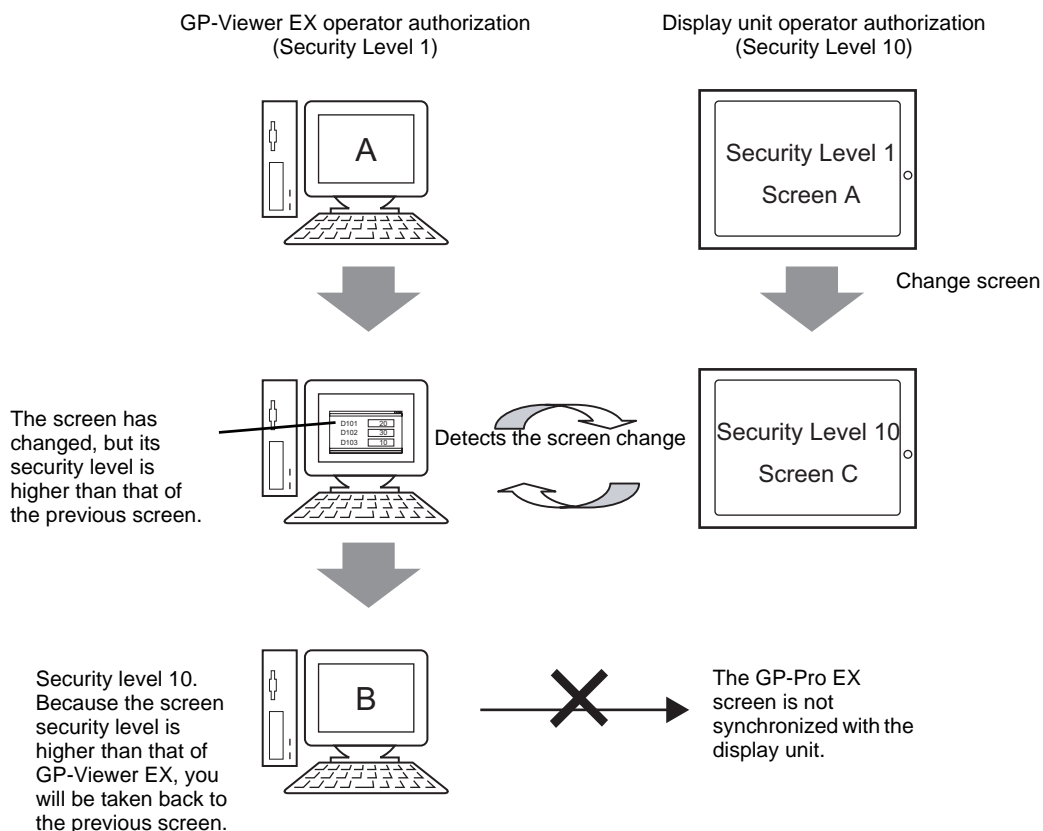 GP-Viewer EX operator authorization
(Security Level 1)
Display unit operator authorization
(Security Level 10)
A
Security Level 1
Screen A
Change screen
The screen has
changed, but its
security level is
higher than that of
the previous screen.
D101 20
D102 30
D103 10
Detects the screen change
Security Level 10
Screen C
Security level 10.
Because the screen
security level is
higher than that of
GP-Viewer EX, you
will be taken back to
the previous screen.
B
The GP-Pro EX
screen is not
synchronized with the
display unit.